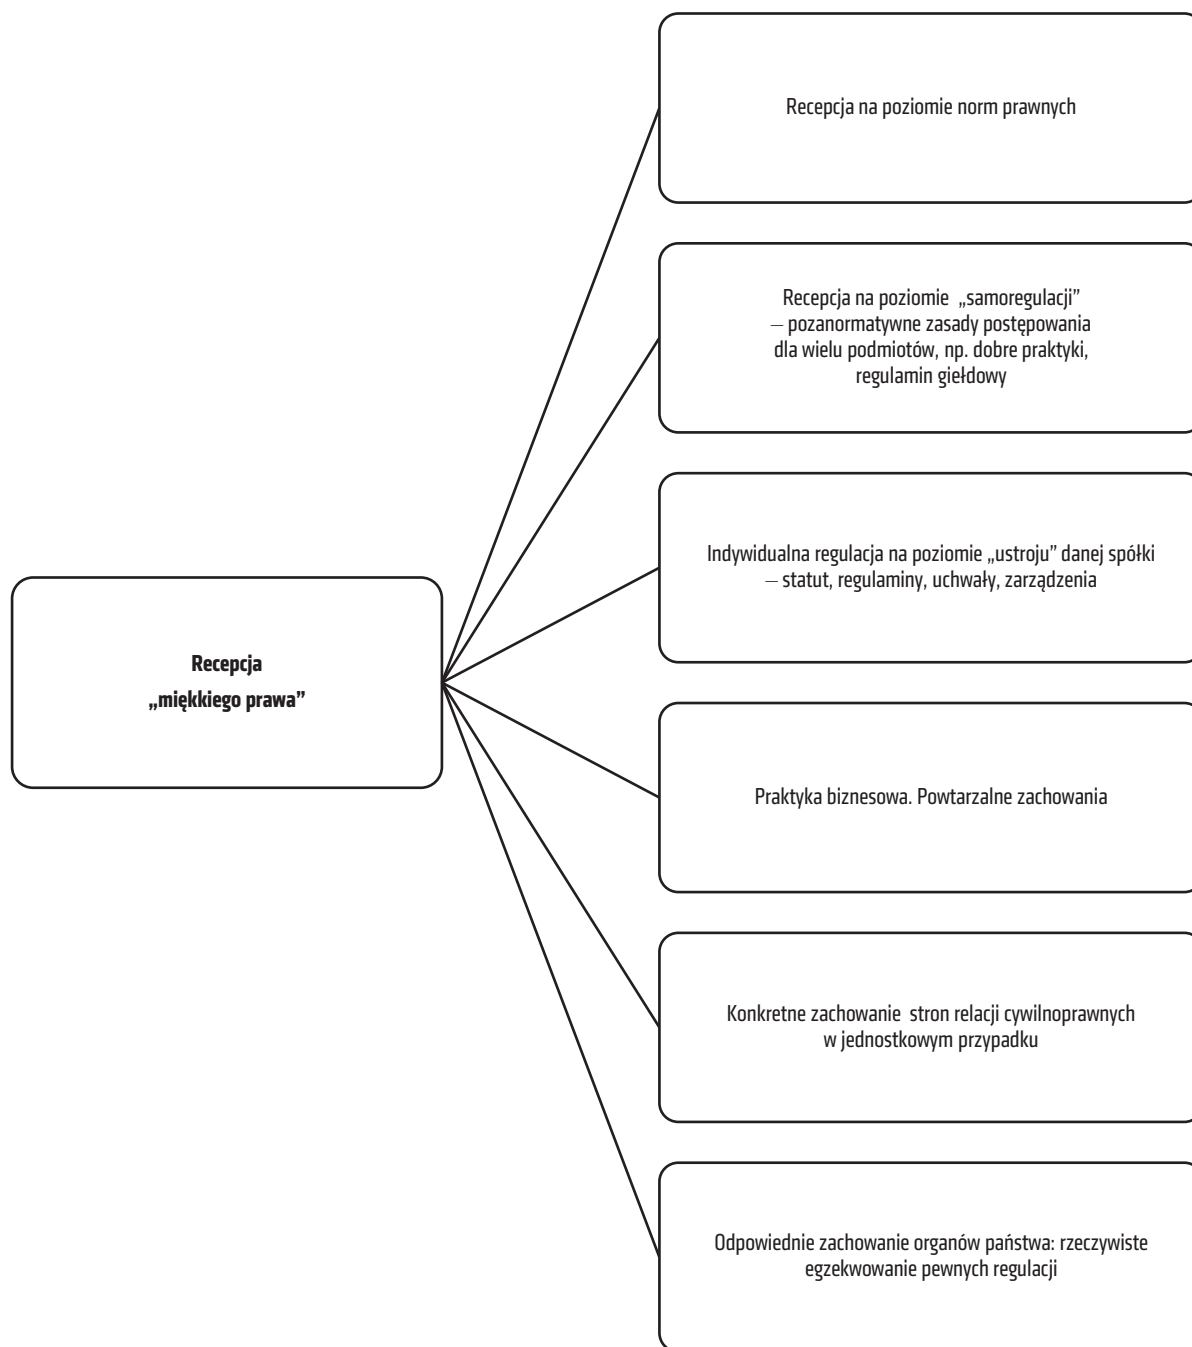 Recepcja na poziomie norm prawnych
Recepcja na poziomie „samoregulacji”
– pozanormatywne zasady postępowania
dla wielu podmiotów, np. dobre praktyki,
regulamin giełdowy
Indywidualna regulacja na poziomie „ustroju” danej spółki
– statut, regulaminy, uchwały, zarządzenia
Recepcja
„miękkiego prawa”
Praktyka biznesowa. Powtarzalne zachowania
Konkretne zachowanie stron relacji cywilnoprawnych
w jednostkowym przypadku
Odpowiednie zachowanie organów państwa: rzeczywiste
egzekwowanie pewnych regulacji